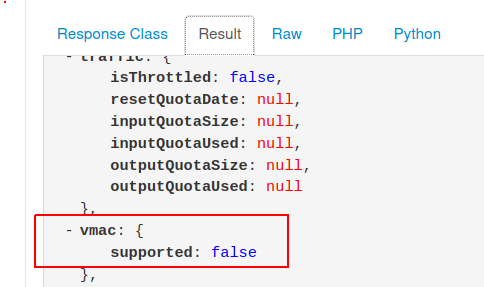 Response Class Result Raw PHP Python
- traffic: {
isThrottled: false,
resetQuotaDate: null,
inputQuotaSize: null,
inputQuotaUsed: null,
outputQuotaSize: null,
outputQuotaUsed: null
},
- vmac: {
supported: false
},